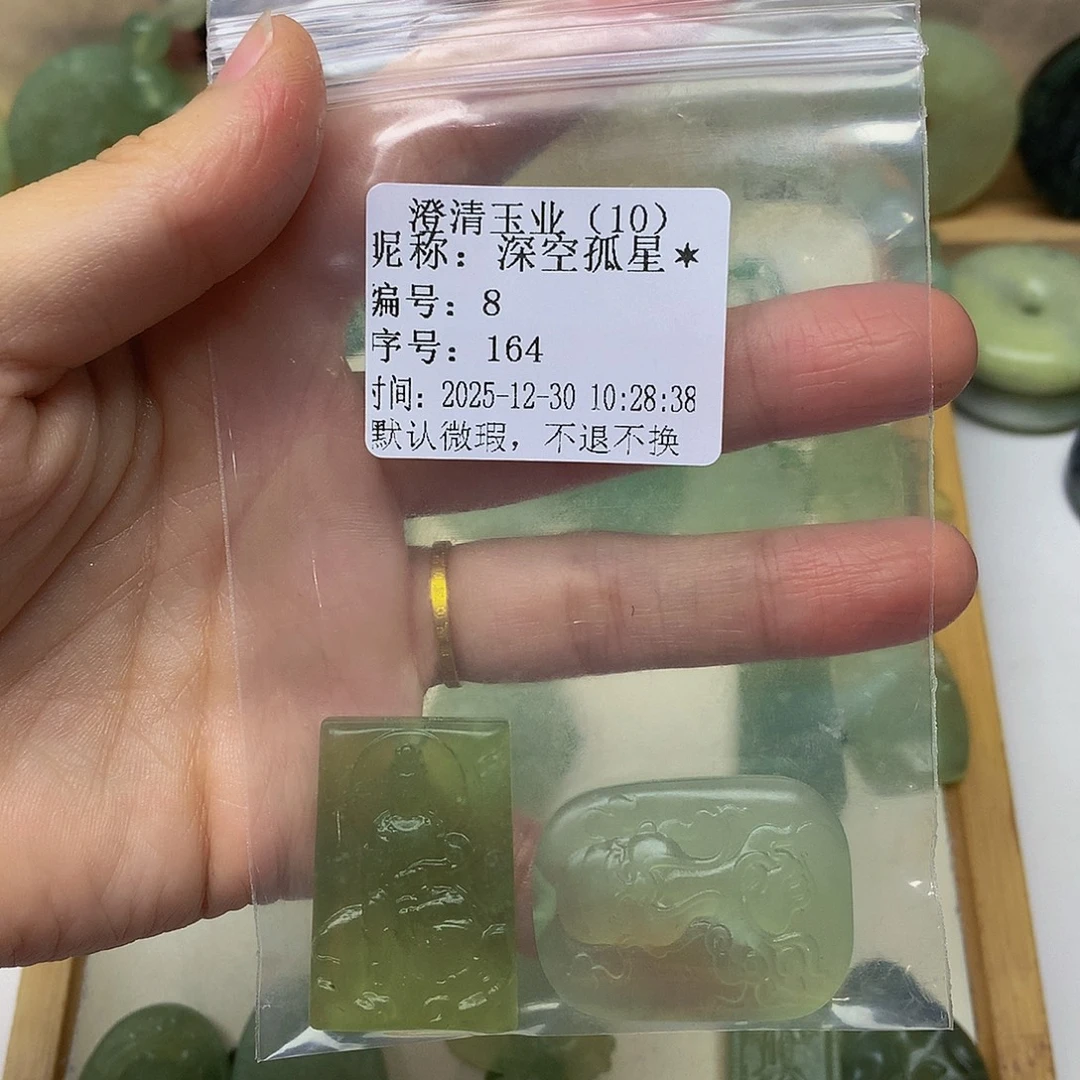 澄清玉业（10）
昵称：深空孤星✶
编号：8
序号：164
时间：2025-12-30 10:28:38
默认微瑕，不退不换